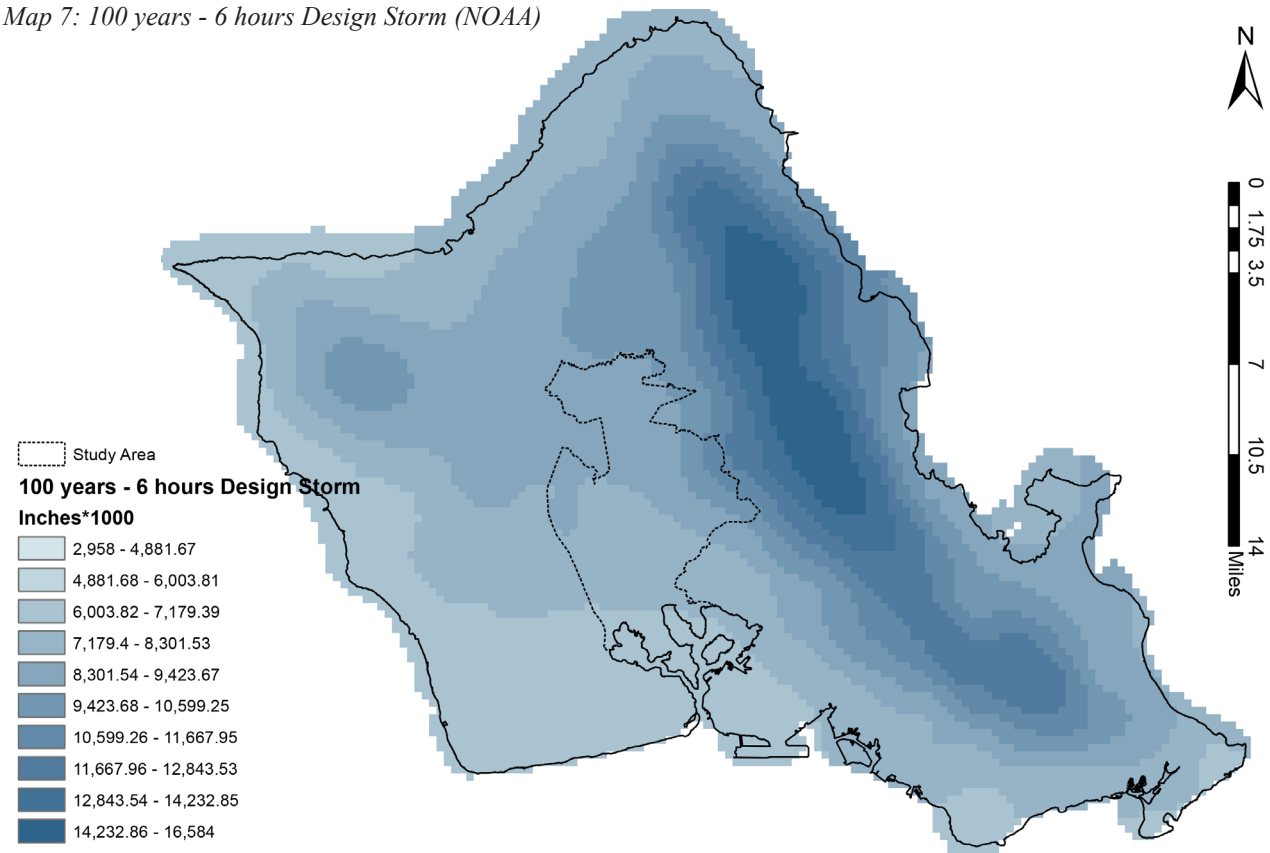 Map 7: 100 years - 6 hours Design Storm (NOAA)
N
0
1.75
3.5
7
10.5
14
Miles
Study Area
100 years - 6 hours Design Storm
Inches*1000
2,958 - 4,881.67
4,881.68 - 6,003.81
6,003.82 - 7,179.39
7,179.4 - 8,301.53
8,301.54 - 9,423.67
9,423.68 - 10,599.25
10,599.26 - 11,667.95
11,667.96 - 12,843.53
12,843.54 - 14,232.85
14,232.86 - 16,584